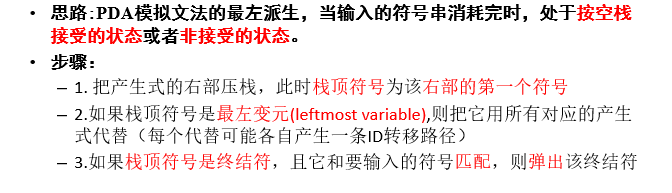 • 思路:PDA模拟文法的最左派生，当输入的符号串消耗完时，处于按空栈
接受的状态或者非接受的状态。
• 步骤：
– 1. 把产生式的右部压栈，此时栈顶符号为该右部的第一个符号
– 2.如果栈顶符号是最左变元(leftmost variable),则把它用所有对应的产生
式代替（每个代替可能各自产生一条ID转移路径）
– 3.如果栈顶符号是终结符，且它和要输入的符号匹配，则弹出该终结符